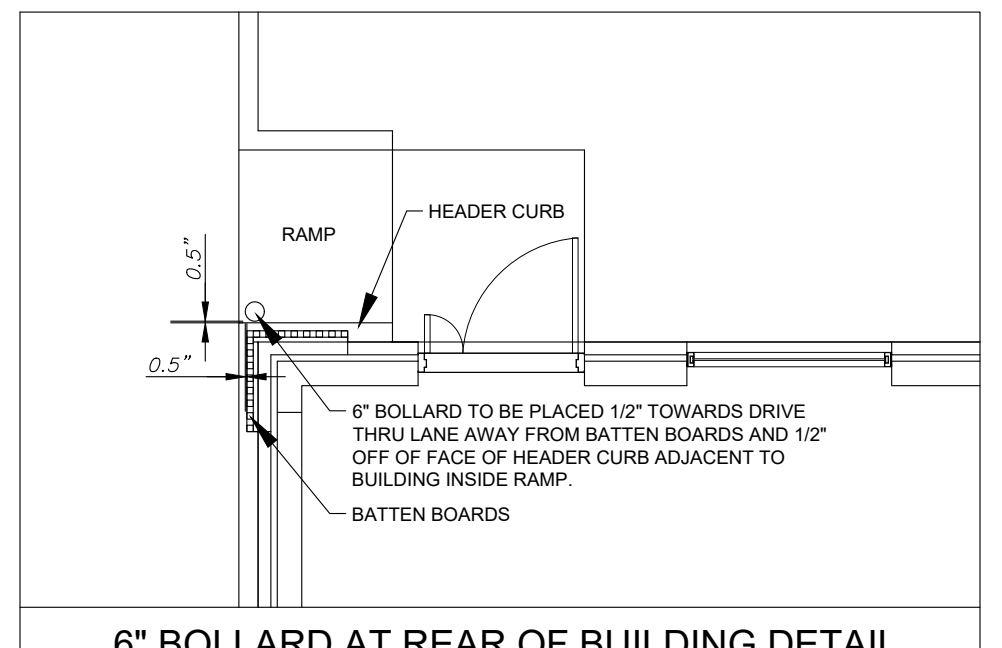 HEADER CURB
RAMP
0.5"
0.5"
6" BOLLARD TO BE PLACED 1/2" TOWARDS DRIVE
THRU LANE AWAY FROM BATTEN BOARDS AND 1/2"
OFF OF FACE OF HEADER CURB ADJACENT TO
BUILDING INSIDE RAMP.
BATTEN BOARDS
6" BOLLARD AT REAR OF BUILDING DETAIL